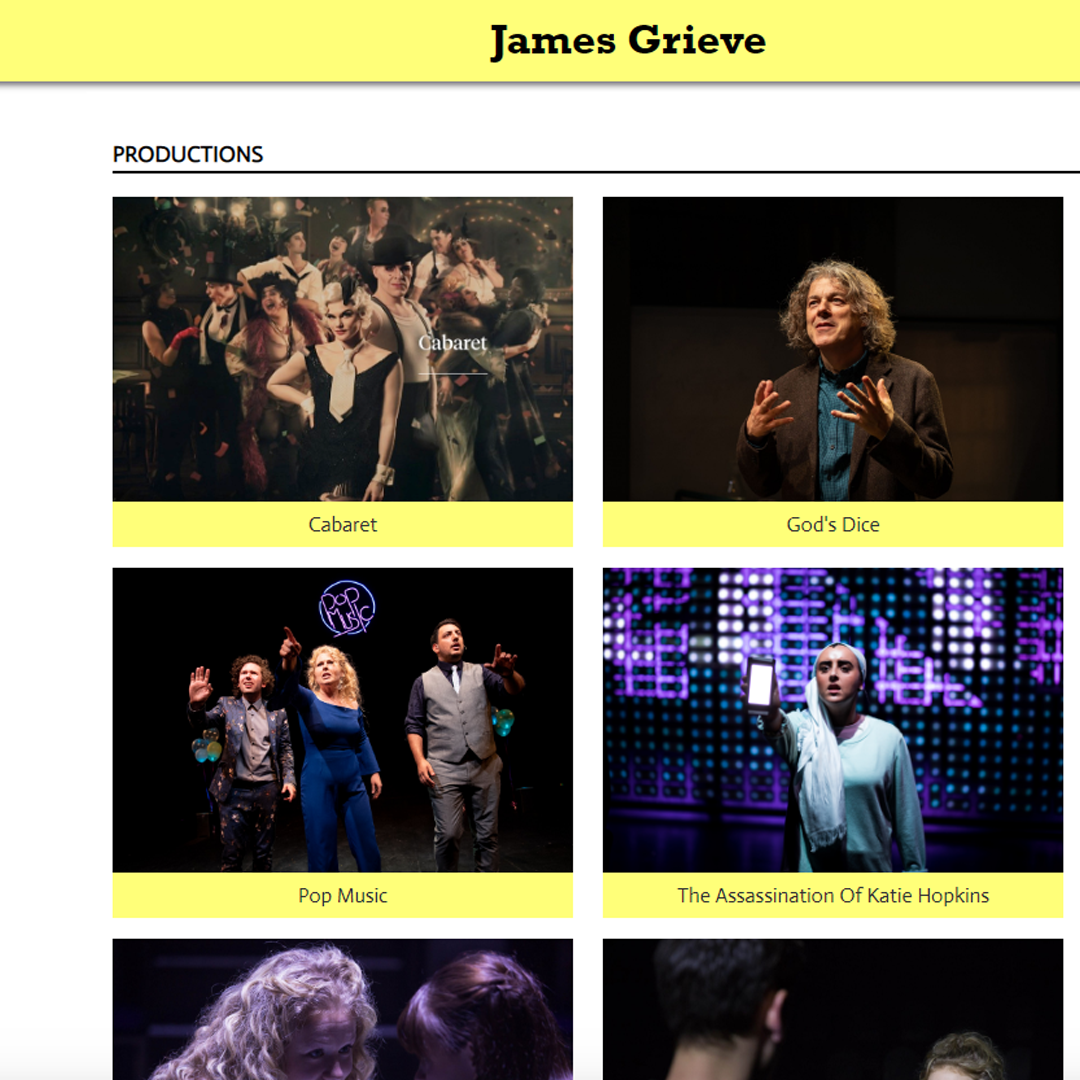 James Grieve
PRODUCTIONS
Cabaret
Cabaret
God's Dice
POP
MUSIC
Pop Music
The Assassination Of Katie Hopkins